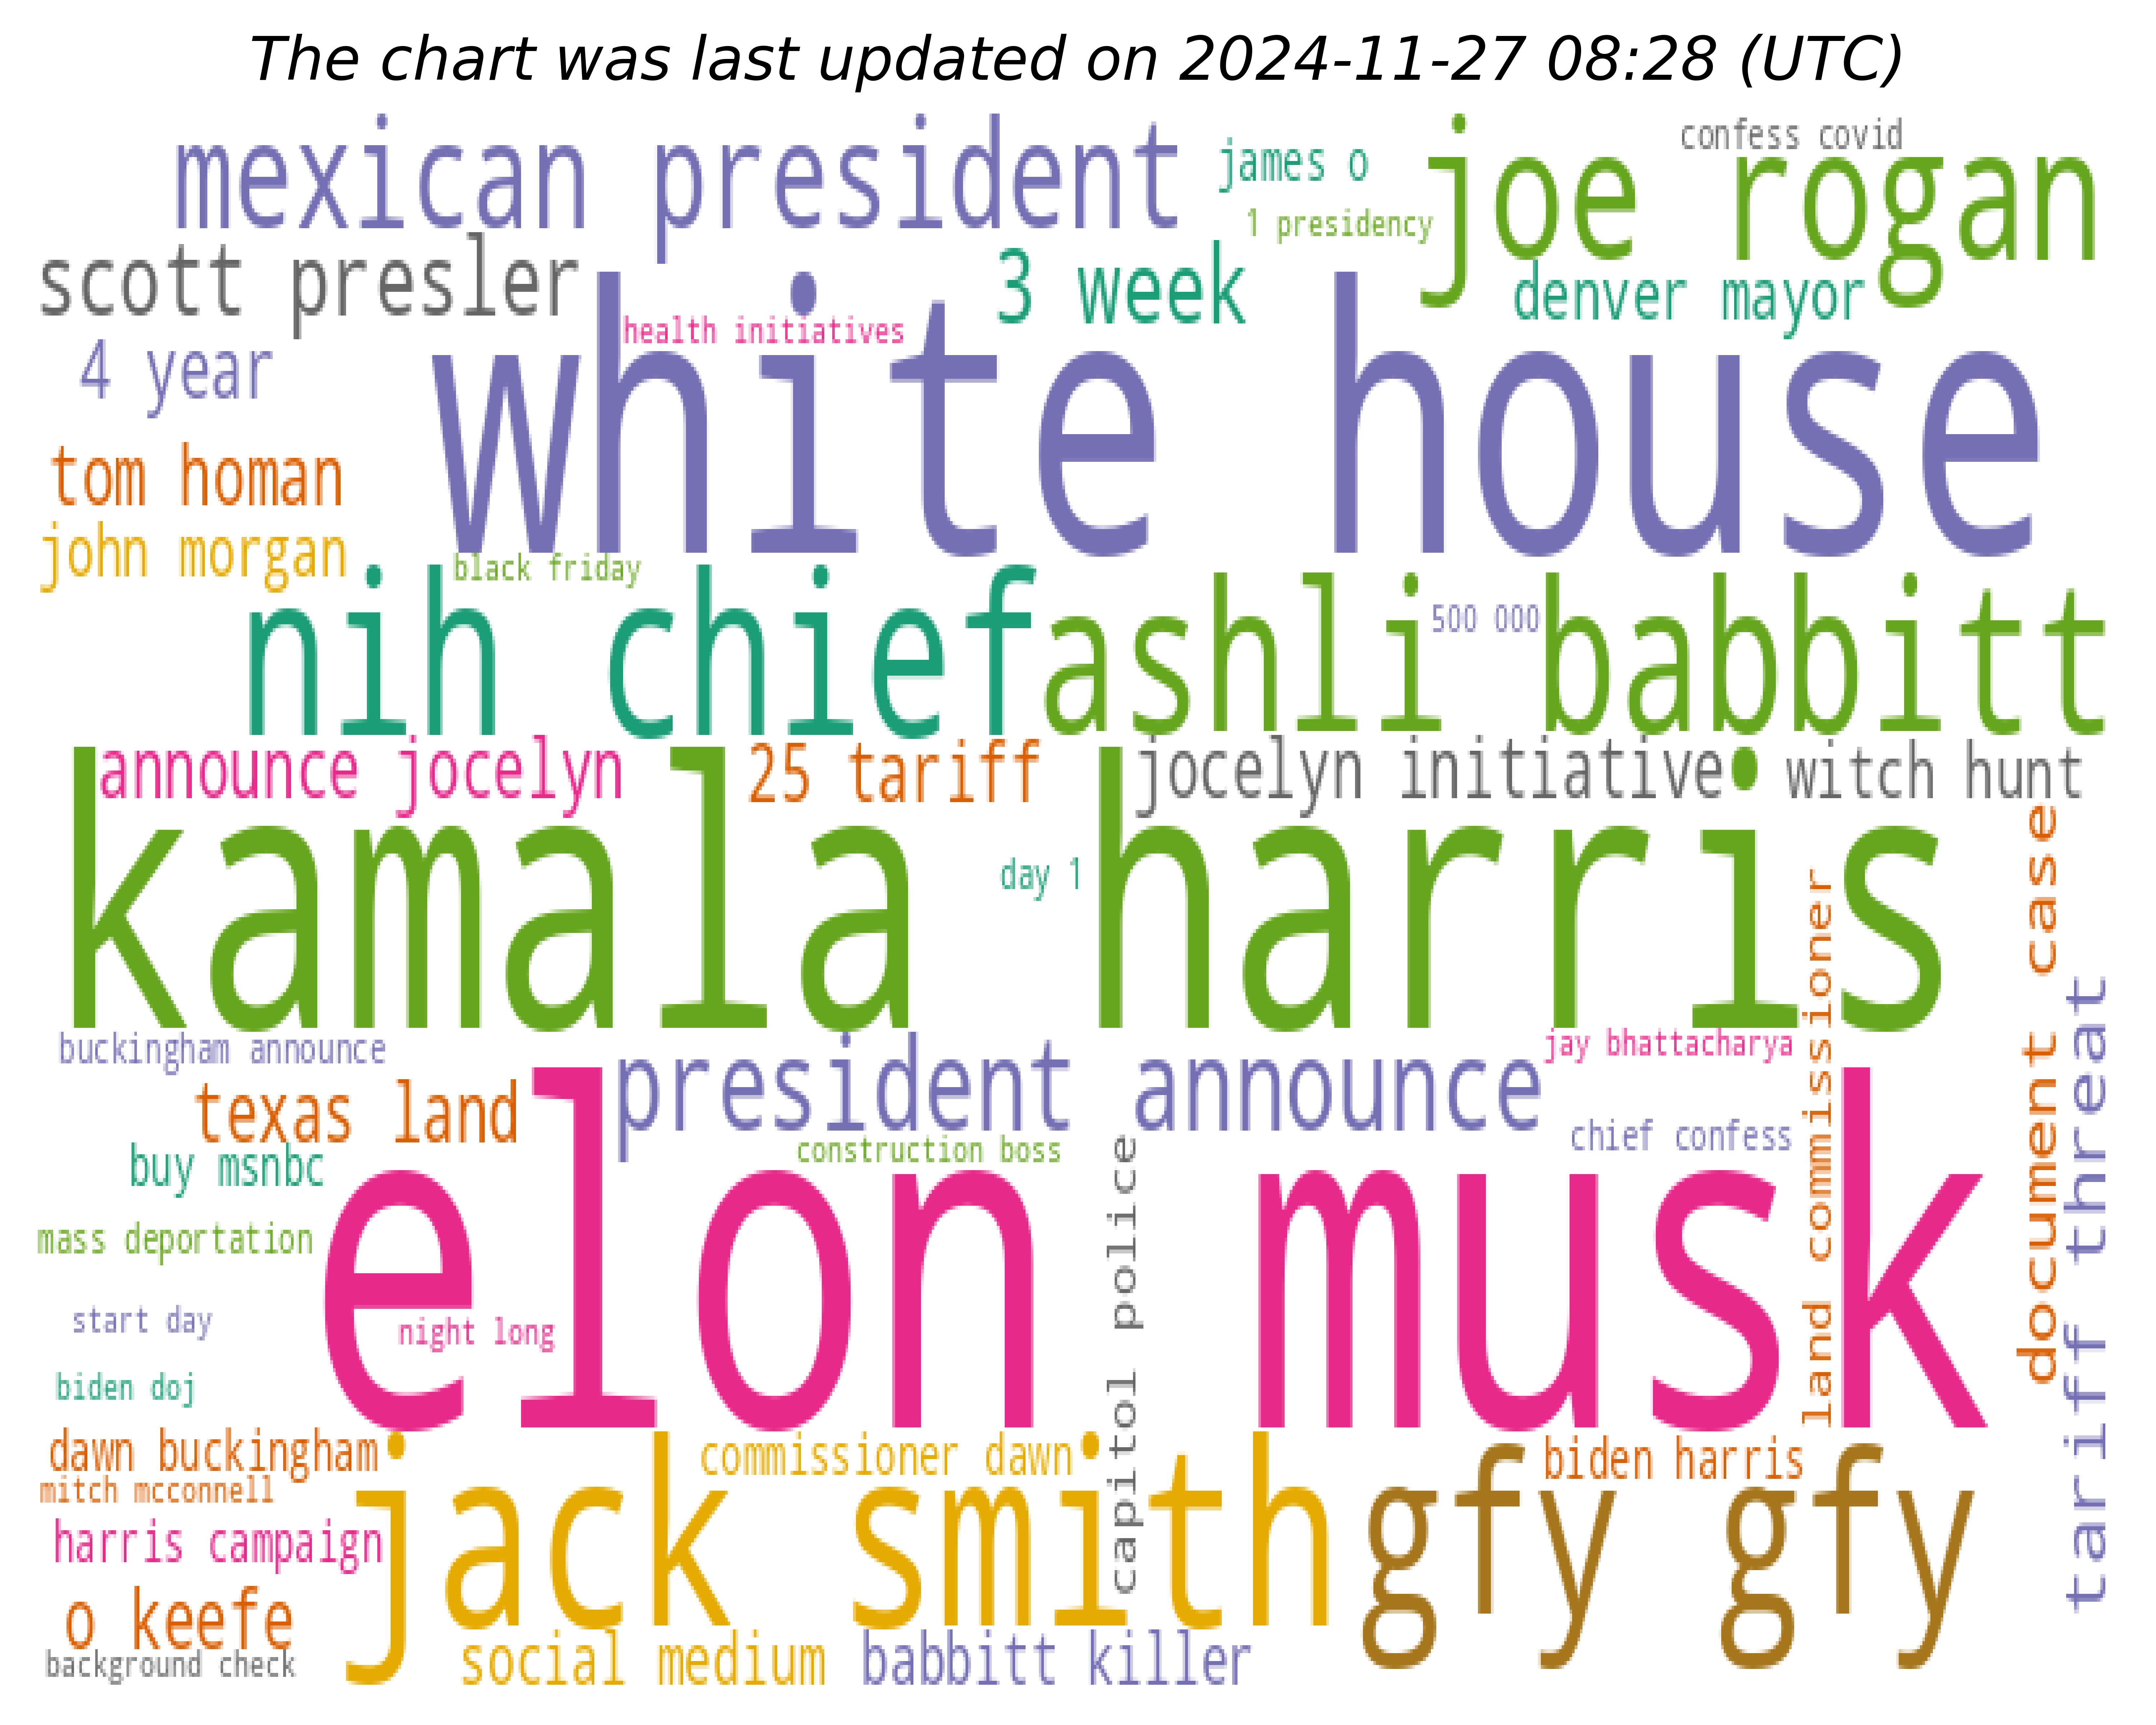 The chart was last updated on 2024-11-27 08:28 (UTC)
mexican president
james o
confess covid
joe rogan
1 presidency
scott presler
3 week
denver mayor
health initiatives
4 year
white house
tom homan
john morgan
black friday
nih chief
ashli babbitt
500 000
announce jocelyn
25 tariff
jocelyn initiative
witch hunt
kamala harris
day 1
document case
land commissioner
tariff threat
buckingham announce
president announce
jay bhattacharya
texas land
construction boss
chief confess
buy msnbc
elon musk
capitol police
mass deportation
start day
night long
biden doj
dawn buckingham
commissioner dawn
biden harris
mitch mcconnell
jack smith
gfy gfy
harris campaign
o keefe
background check
social medium
babbitt killer